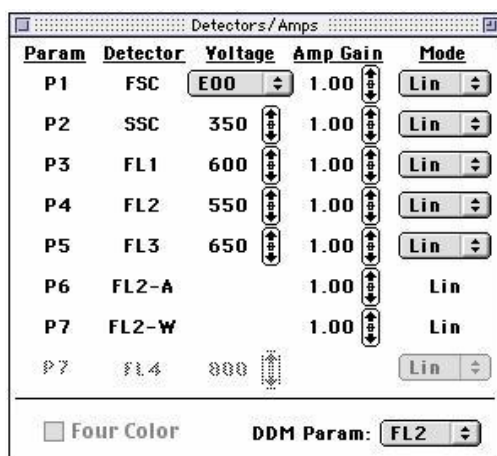 Detectors/Amps
Param Detector Voltage Amp Gain Mode
P1 FSC E00 1.00 Lin
P2 SSC 350 1.00 Lin
P3 FL1 600 1.00 Lin
P4 FL2 550 1.00 Lin
P5 FL3 650 1.00 Lin
P6 FL2-A 1.00 Lin
P7 FL2-W 1.00 Lin
P7 FL4 800 Lin
Four Color DDM Param: FL2